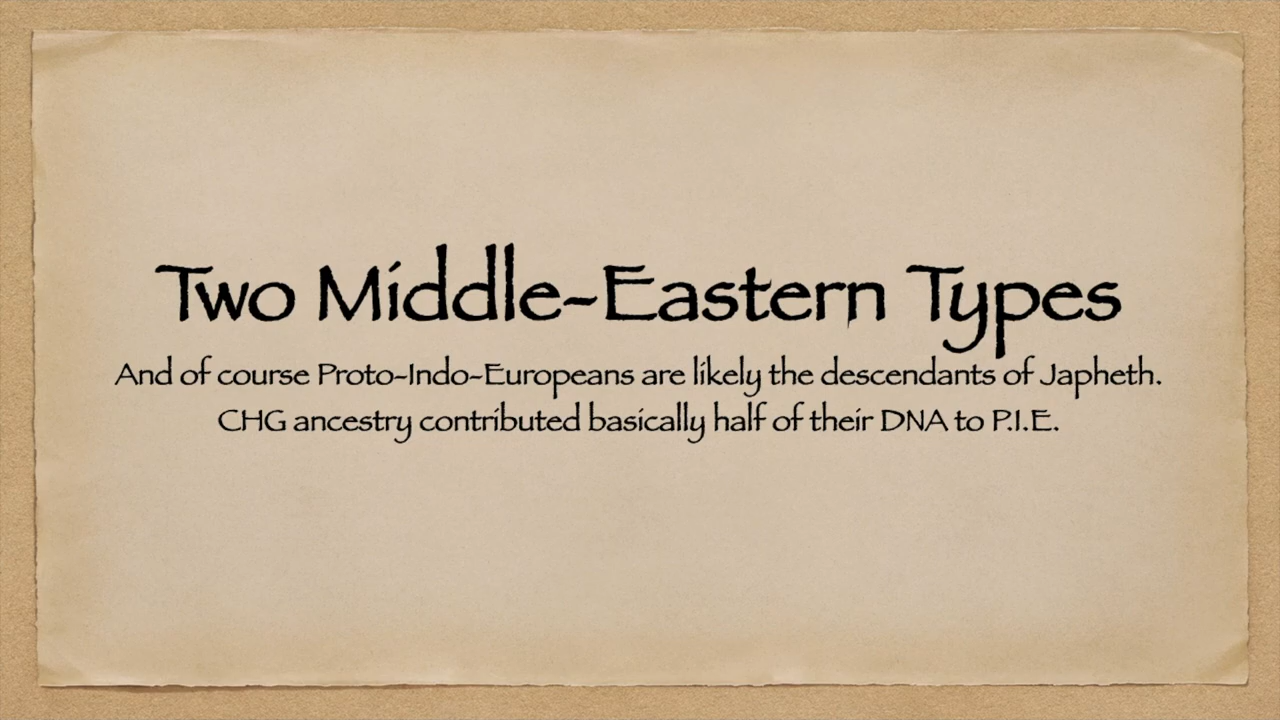 Two Middle-Eastern Types
And of course Proto-Indo-Europeans are likely the descendants of Japheth.
CHG ancestry contributed basically half of their DNA to P.I.E.